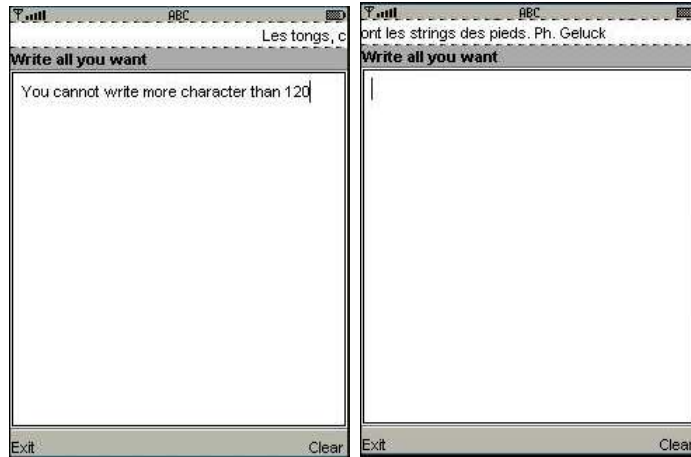 ABC
Les tongs, c
Write all you want
You cannot write more character than 120
Exit Clear
ABC
ont les strings des pieds. Ph. Geluck
Write all you want
Exit Clear